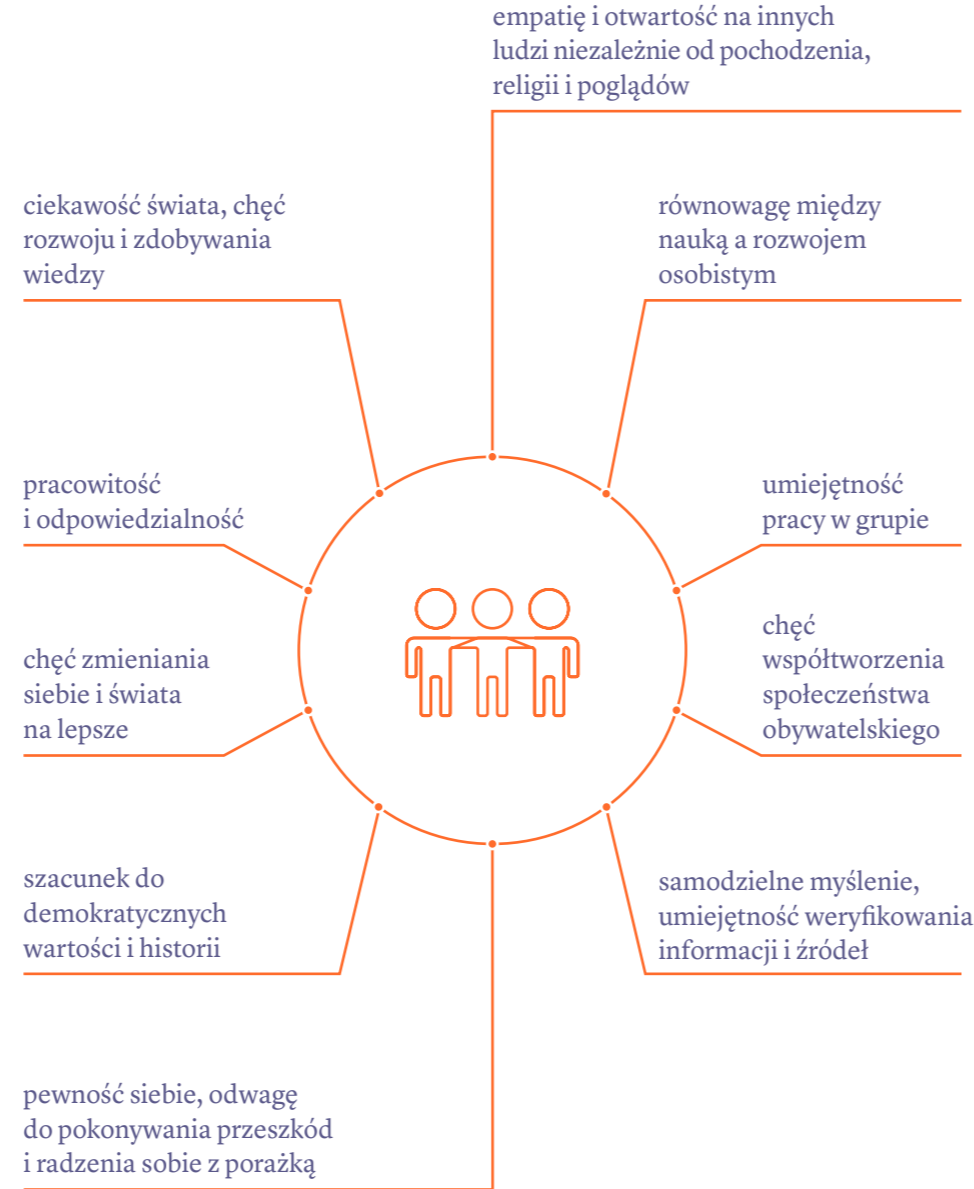 empatię i otwartość na innych
ludzi niezależnie od pochodzenia,
religii i poglądów
ciekawość świata, chęć
rozwoju i zdobywania
wiedzy
równowagę między
nauką a rozwojem
osobistym
pracowitość
i odpowiedzialność
umiejętność
pracy w grupie
chęć zmieniania
siebie i świata
na lepsze
chęć
współtworzenia
społeczeństwa
obywatelskiego
szacunek do
demokratycznych
wartości i historii
samodzielne myślenie,
umiejętność weryfikowania
informacji i źródeł
pewność siebie, odwagę
do pokonywania przeszkód
i radzenia sobie z porażką